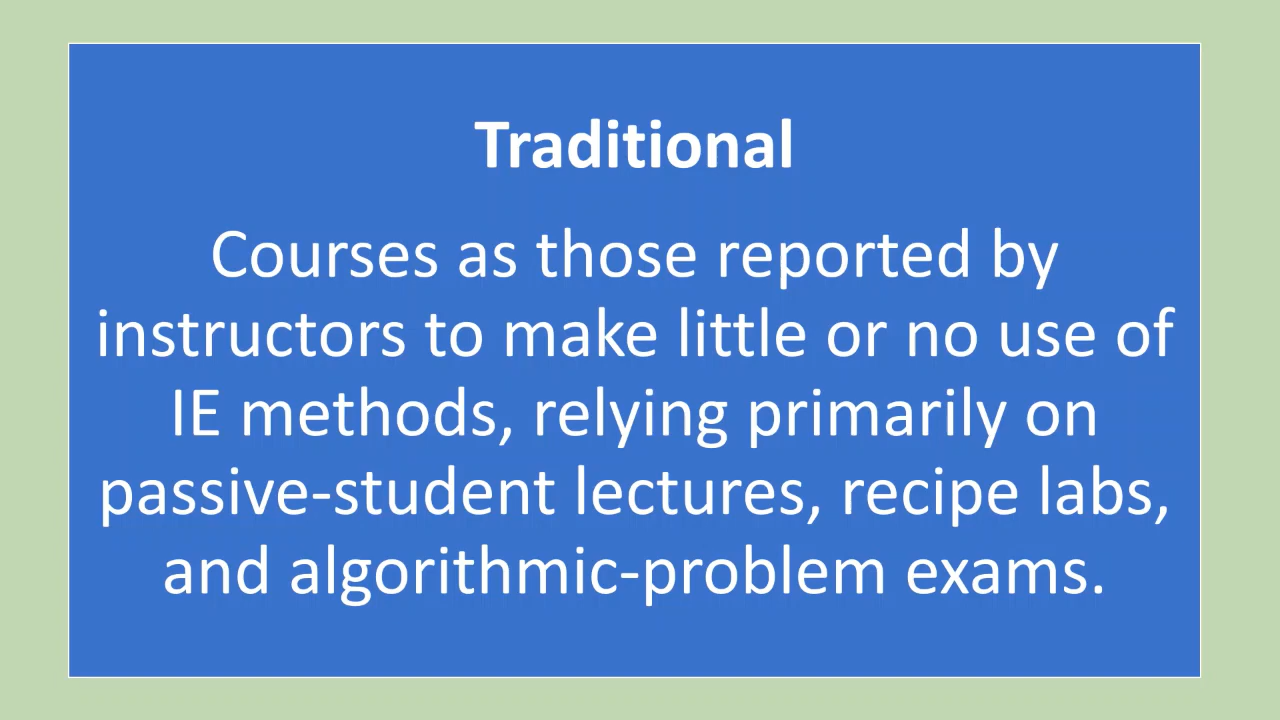 Traditional
Courses as those reported by
instructors to make little or no use of
IE methods, relying primarily on
passive-student lectures, recipe labs,
and algorithmic-problem exams.